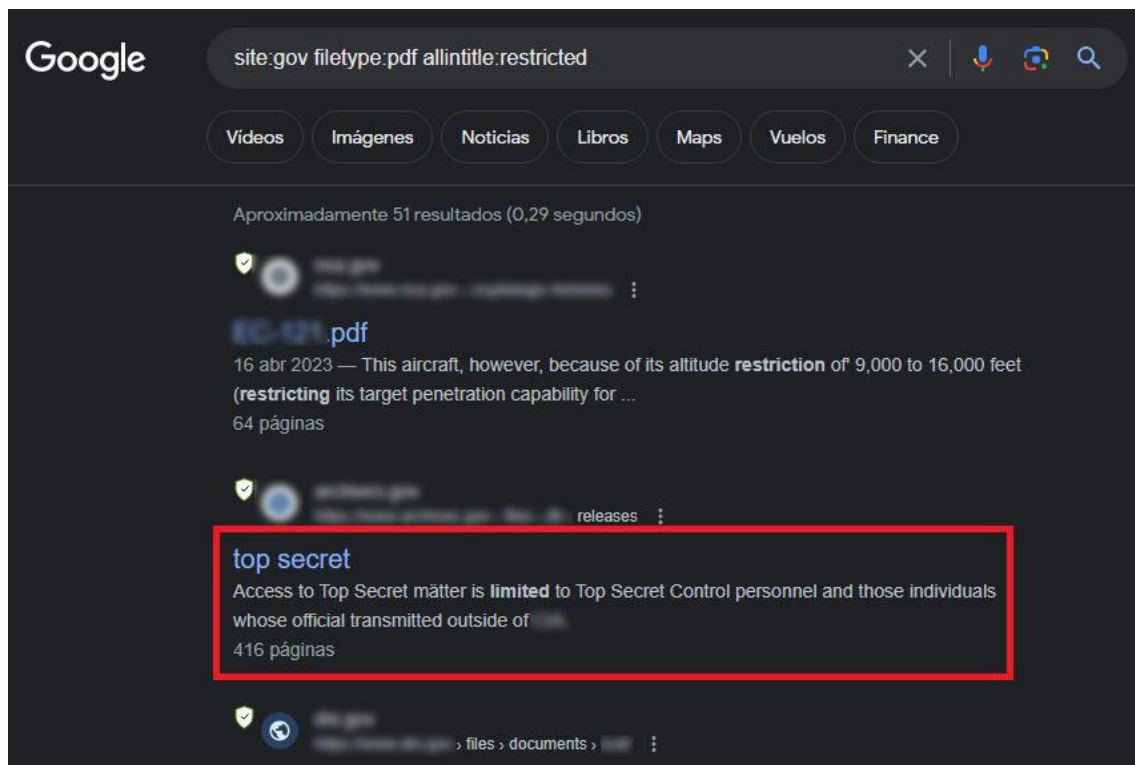 Google
site:gov filetype:pdf allintitle:restricted
Vídeos Imágenes Noticias Libros Maps Vuelos Finance
Aproximadamente 51 resultados (0,29 segundos)
.pdf
16 abr 2023 — This aircraft, however, because of its altitude restriction of' 9,000 to 16,000 feet
(restricting its target penetration capability for ...
64 páginas
releases
top secret
Access to Top Secret mätter is limited to Top Secret Control personnel and those individuals
whose official transmitted outside of
416 páginas
› files › documents ›